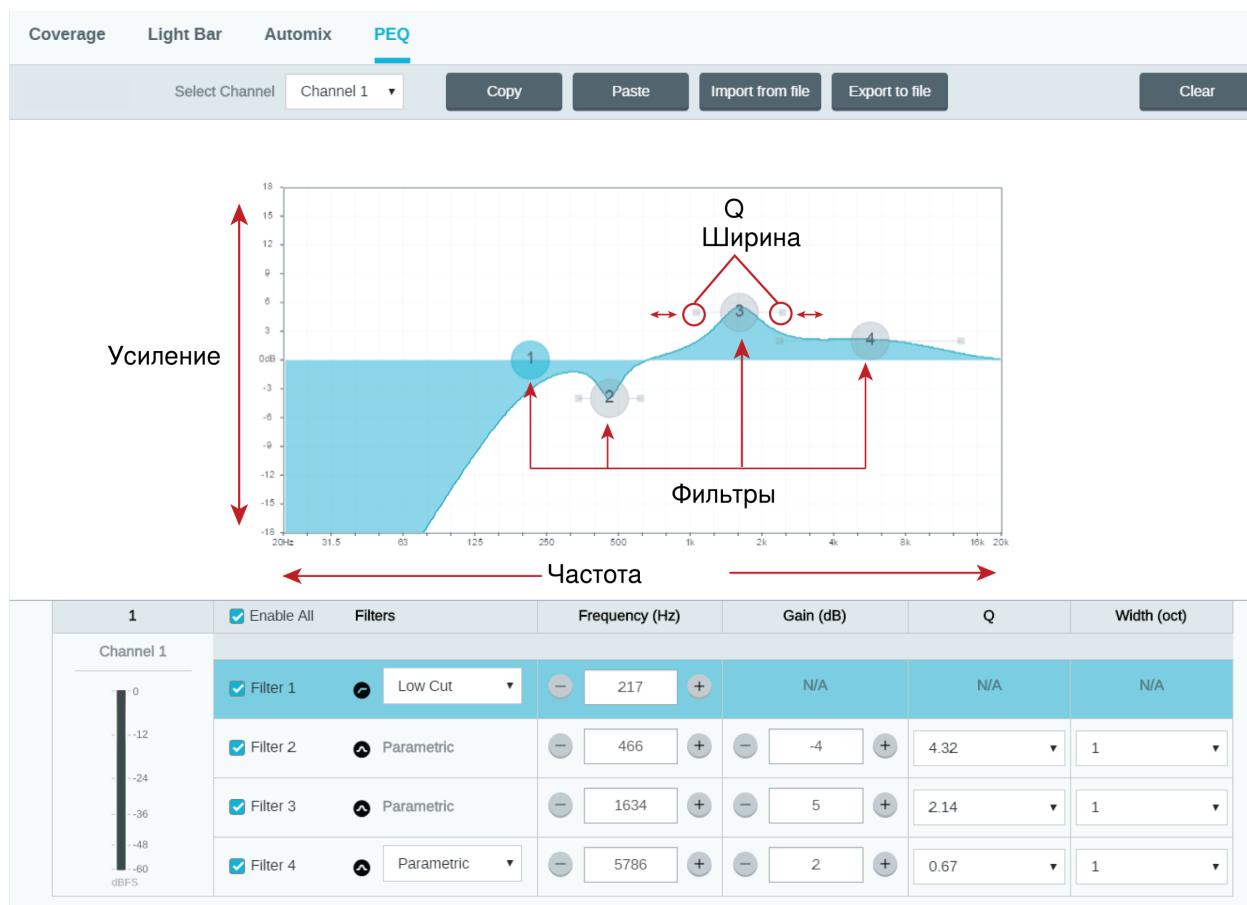 Coverage Light Bar Automix PEQ
Select Channel Channel 1 Copy Paste Import from file Export to file Clear
18
15
12
9
6
3
0dB
-3
-6
-9
-12
-15
-18
20Hz 31.5 63 125 250 500 1k 2k 4k 8k 16k 20k
Q
Ширина
Усиление
1
2
3
4
Фильтры
Частота
1 Enable All Filters Frequency (Hz) Gain (dB) Q Width (oct)
Channel 1
0
-12
-24
-36
-48
-60
dBFS
Filter 1 Low Cut 217 N/A N/A N/A
Filter 2 Parametric 466 -4 4.32 1
Filter 3 Parametric 1634 5 2.14 1
Filter 4 Parametric 5786 2 0.67 1